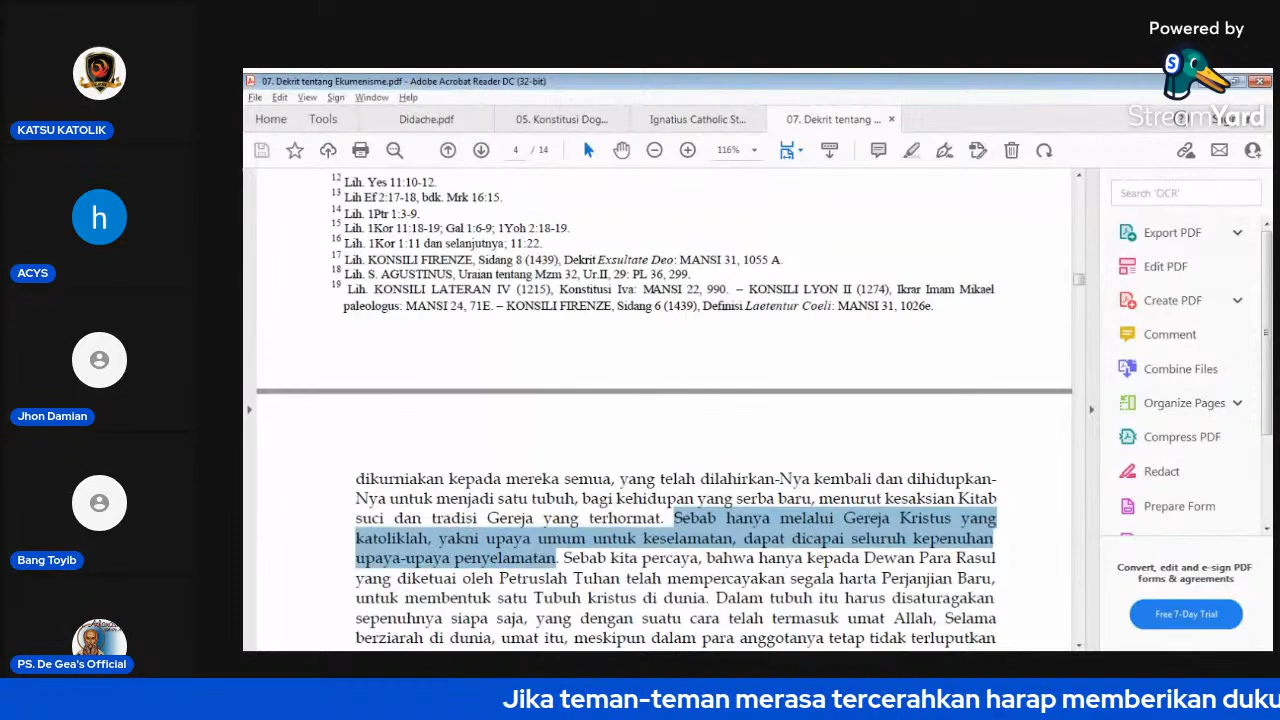 Powered by
StreamYard
KATSU KATOLIK
h
ACYS
Jhon Damian
Bang Toyib
PS. De Gea's Official
07. Dekrit tentang Ekumenisme.pdf - Adobe Acrobat Reader DC (32-bit)
File Edit View Sign Window Help
Home Tools Didache.pdf 05. Konstitusi Dog... Ignatius Catholic St... 07. Dekrit tentang ... ×
4 / 14 116%
12 Lih. Yes 11:10-12.
13 Lih Ef 2:17-18, bdk. Mrk 16:15.
14 Lih. 1Ptr 1:3-9.
15 Lih. 1Kor 11:18-19; Gal 1:6-9; 1Yoh 2:18-19.
16 Lih. 1Kor 1:11 dan selanjutnya; 11:22.
17 Lih. KONSILI FIRENZE, Sidang 8 (1439), Dekrit Exsultate Deo: MANSI 31, 1055 A.
18 Lih. S. AGUSTINUS, Uraian tentang Mzm 32, Ur.II, 29: PL 36, 299.
19 Lih. KONSILI LATERAN IV (1215), Konstitusi Iva: MANSI 22, 990. – KONSILI LYON II (1274), Ikrar Imam Mikael
paleologus: MANSI 24, 71E. – KONSILI FIRENZE, Sidang 6 (1439), Definisi Laetentur Coeli: MANSI 31, 1026e.
dikurniakan kepada mereka semua, yang telah dilahirkan-Nya kembali dan dihidupkan-
Nya untuk menjadi satu tubuh, bagi kehidupan yang serba baru, menurut kesaksian Kitab
suci dan tradisi Gereja yang terhormat. Sebab hanya melalui Gereja Kristus yang
katoliklah, yakni upaya umum untuk keselamatan, dapat dicapai seluruh kepenuhan
upaya-upaya penyelamatan. Sebab kita percaya, bahwa hanya kepada Dewan Para Rasul
yang diketuai oleh Petruslah Tuhan telah mempercayakan segala harta Perjanjian Baru,
untuk membentuk satu Tubuh kristus di dunia. Dalam tubuh itu harus disaturagakan
sepenuhnya siapa saja, yang dengan suatu cara telah termasuk umat Allah, Selama
berziarah di dunia, umat itu, meskipun dalam para anggotanya tetap tidak terluputkan
Search 'OCR'
Export PDF
Edit PDF
Create PDF
Comment
Combine Files
Organize Pages
Compress PDF
Redact
Prepare Form
Convert, edit and e-sign PDF
forms & agreements
Free 7-Day Trial
Jika teman-teman merasa tercerahkan harap memberikan duku